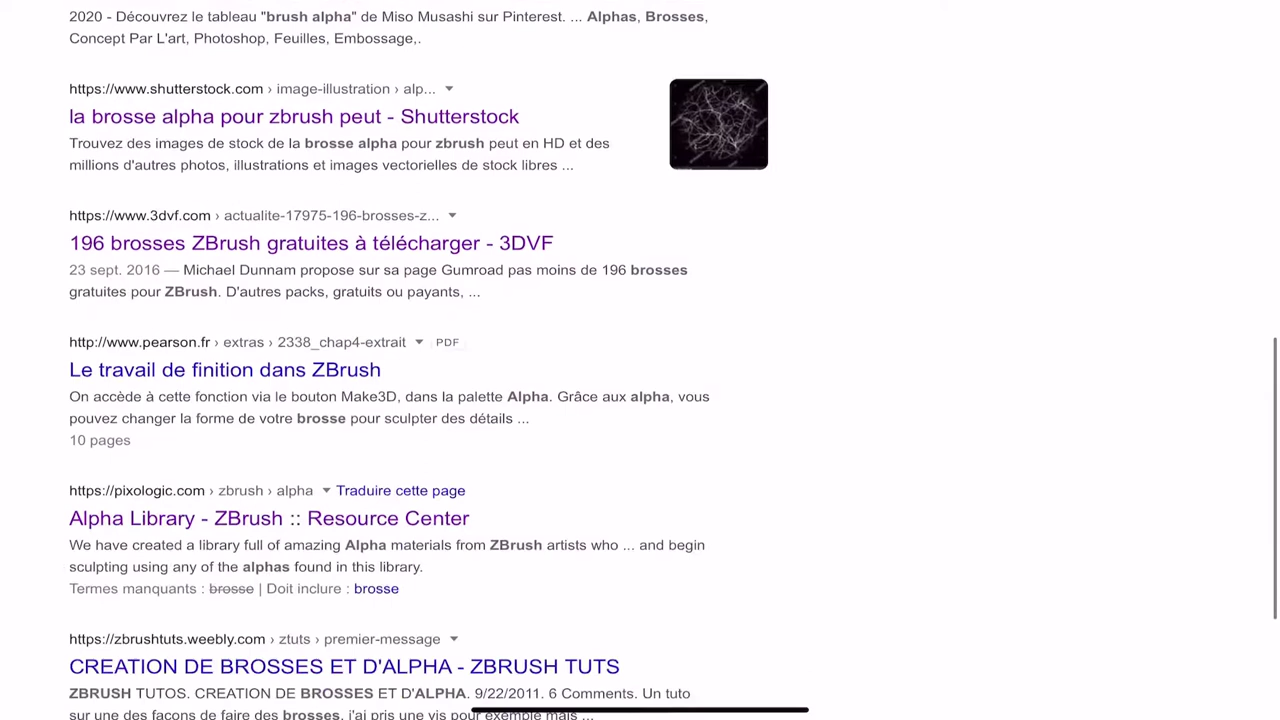 2020 - Découvrez le tableau "brush alpha" de Miso Musashi sur Pinterest. ... Alphas, Brosses,
Concept Par L'art, Photoshop, Feuilles, Embossage,.
https://www.shutterstock.com › image-illustration › alp...
la brosse alpha pour zbrush peut - Shutterstock
Trouvez des images de stock de la brosse alpha pour zbrush peut en HD et des
millions d'autres photos, illustrations et images vectorielles de stock libres ...
https://www.3dvf.com › actualite-17975-196-brosses-z...
196 brosses ZBrush gratuites à télécharger - 3DVF
23 sept. 2016 — Michael Dunnam propose sur sa page Gumroad pas moins de 196 brosses
gratuites pour ZBrush. D'autres packs, gratuits ou payants, ...
http://www.pearson.fr › extras › 2338_chap4-extrait PDF
Le travail de finition dans ZBrush
On accède à cette fonction via le bouton Make3D, dans la palette Alpha. Grâce aux alpha, vous
pouvez changer la forme de votre brosse pour sculpter des détails ...
10 pages
https://pixologic.com › zbrush › alpha Traduire cette page
Alpha Library - ZBrush :: Resource Center
We have created a library full of amazing Alpha materials from ZBrush artists who ... and begin
sculpting using any of the alphas found in this library.
Termes manquants : brosse | Doit inclure : brosse
https://zbrushtuts.weebly.com › ztuts › premier-message
CREATION DE BROSSES ET D'ALPHA - ZBRUSH TUTS
ZBRUSH TUTOS. CREATION DE BROSSES ET D'ALPHA. 9/22/2011. 6 Comments. Un tuto
sur une des façons de faire des brosses, j'ai pris une vis pour exemple mais ...